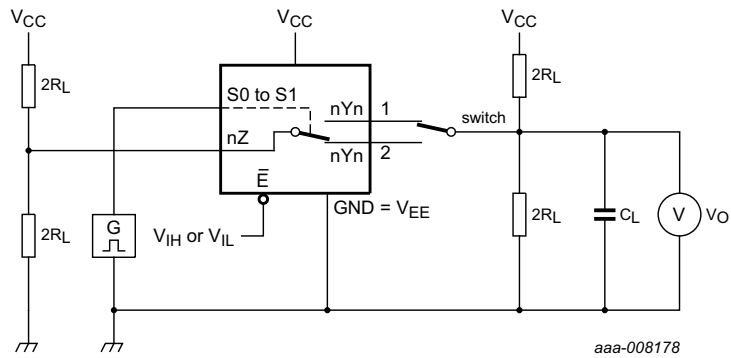 VCC
VCC
VCC
2RL
2RL
S0 to S1
nYn 1
switch
nZ
nYn 2
E̅
GND = VEE
2RL
G
VIH or VIL
2RL
CL
V
VO
aaa-008178